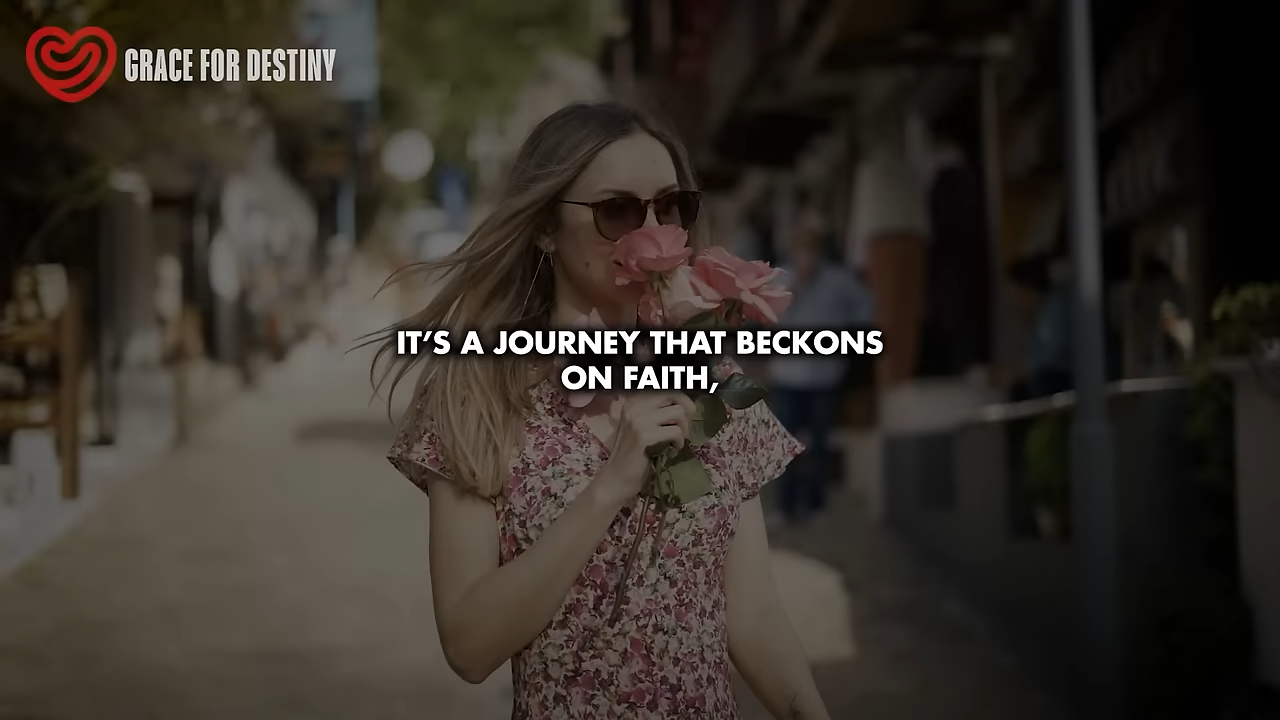 GRACE FOR DESTINY
IT’S A JOURNEY THAT BECKONS
ON FAITH,